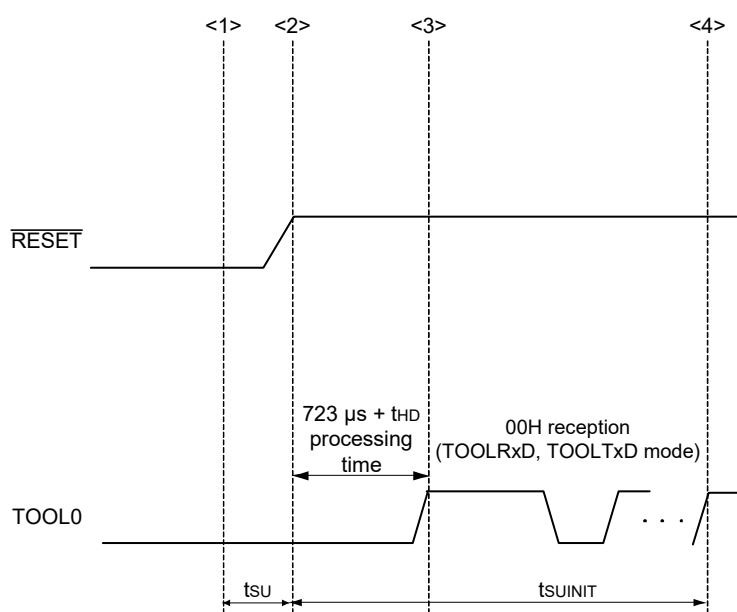 <1> <2> <3> <4>
RESET
723 µs + tHD
processing
time
00H reception
(TOOLRxD, TOOLTxD mode)
TOOL0
. . .
tSU
tSUINIT